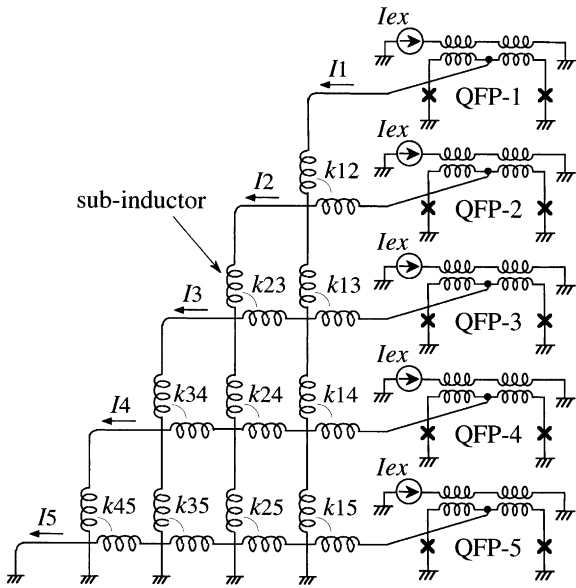 Iex
I1
QFP-1
Iex
k12
I2
QFP-2
sub-inductor
Iex
k23 k13
I3
QFP-3
Iex
k34 k24 k14
I4
QFP-4
Iex
k45 k35 k25 k15
I5
QFP-5